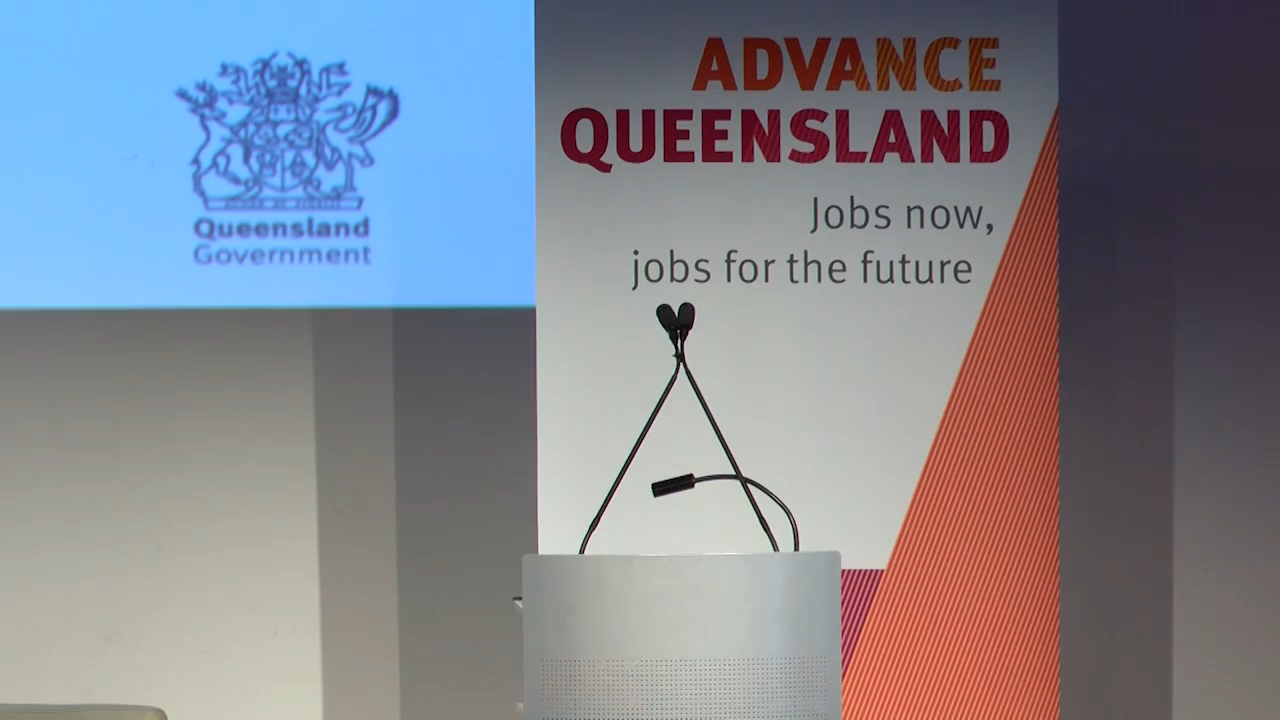 Queensland
Government
ADVANCE
QUEENSLAND
Jobs now,
jobs for the future